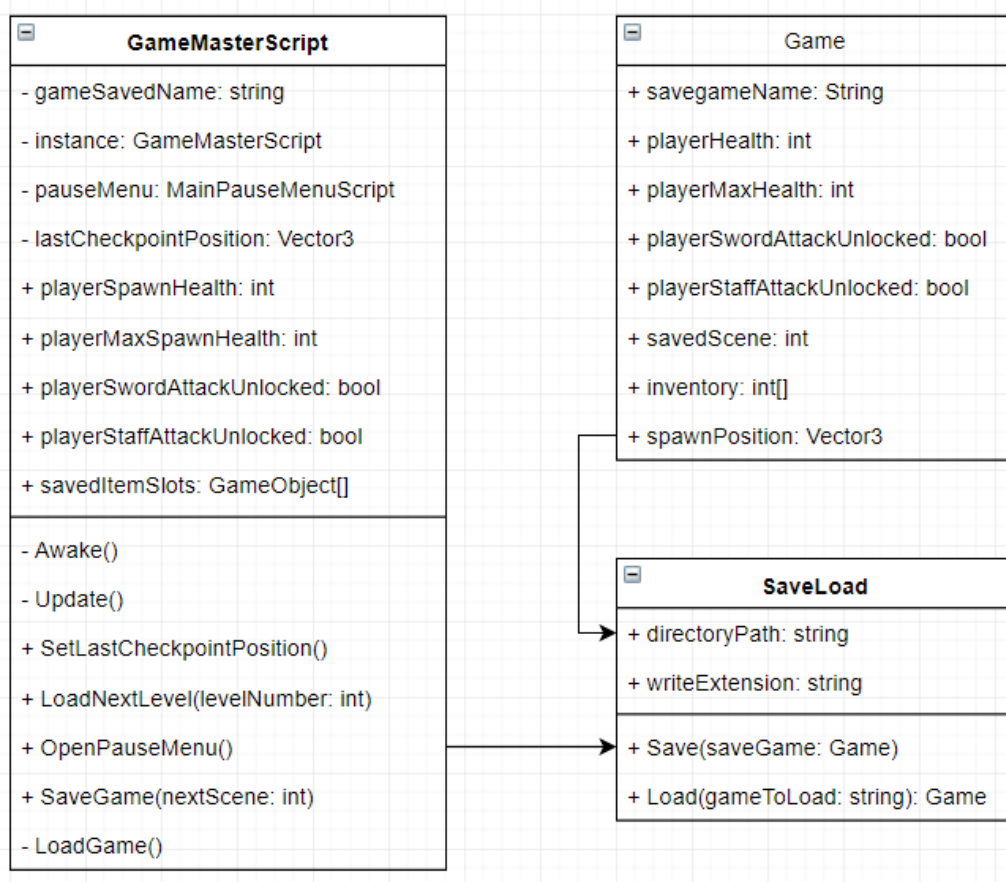 GameMasterScript
- gameSavedName: string
- instance: GameMasterScript
- pauseMenu: MainPauseMenuScript
- lastCheckpointPosition: Vector3
+ playerSpawnHealth: int
+ playerMaxSpawnHealth: int
+ playerSwordAttackUnlocked: bool
+ playerStaffAttackUnlocked: bool
+ savedItemSlots: GameObject[]
- Awake()
- Update()
+ SetLastCheckpointPosition()
+ LoadNextLevel(levelNumber: int)
+ OpenPauseMenu()
+ SaveGame(nextScene: int)
- LoadGame()
Game
+ savegameName: String
+ playerHealth: int
+ playerMaxHealth: int
+ playerSwordAttackUnlocked: bool
+ playerStaffAttackUnlocked: bool
+ savedScene: int
+ inventory: int[]
+ spawnPosition: Vector3
SaveLoad
+ directoryPath: string
+ writeExtension: string
+ Save(saveGame: Game)
+ Load(gameToLoad: string): Game